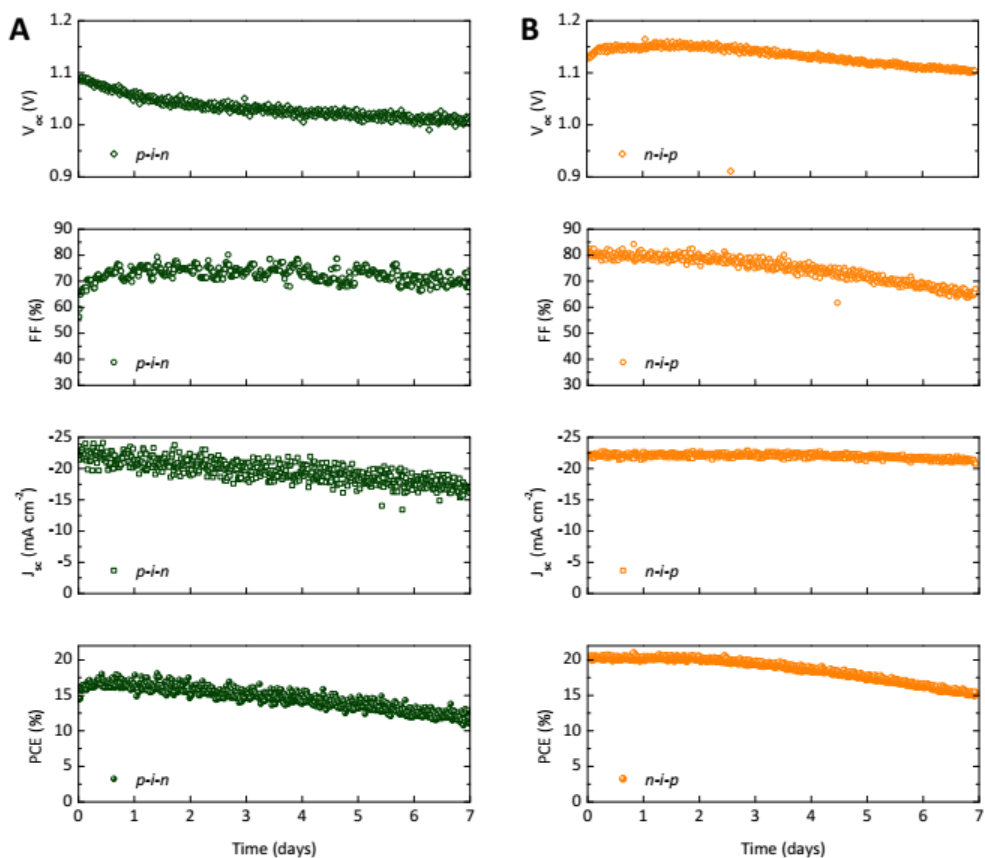 A
1.2
1.1
1.0
0.9
V_oc (V)
p-i-n
90
80
70
60
50
40
30
FF (%)
p-i-n
-25
-20
-15
-10
-5
0
J_sc (mA cm⁻²)
p-i-n
20
15
10
5
0
PCE (%)
p-i-n
0 1 2 3 4 5 6 7
Time (days)
B
1.2
1.1
1.0
0.9
V_oc (V)
n-i-p
90
80
70
60
50
40
30
FF (%)
n-i-p
-25
-20
-15
-10
-5
0
J_sc (mA cm⁻²)
n-i-p
20
15
10
5
0
PCE (%)
n-i-p
0 1 2 3 4 5 6 7
Time (days)